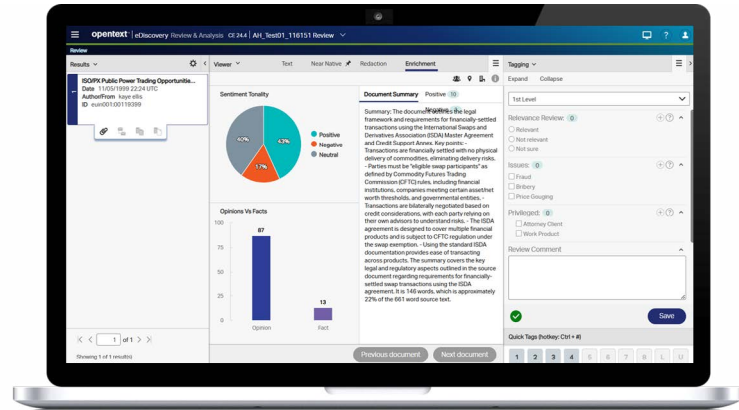 opentext | eDiscovery Review & Analysis CE 24.4 | AH_Test01_116151 Review
?
Review
Results
Viewer
Text
Near Native
Redaction
Enrichment
Tagging
ISO/PX Public Power Trading Opportunitie...
Date 11/05/1999 22:24 UTC
Author/From kaye ellis
ID eun001:00119399
Sentiment Tonality
40%
43%
17%
Positive
Negative
Neutral
Opinions Vs Facts
100
75
50
25
0
87
13
Opinion
Fact
Document Summary
Positive 10
Negative
Summary: The document outlines the legal
framework and requirements for financially-settled
transactions using the International Swaps and
Derivatives Association (ISDA) Master Agreement
and Credit Support Annex. Key points: -
Transactions are financially settled with no physical
delivery of commodities, eliminating delivery risks.
- Parties must be "eligible swap participants" as
defined by Commodity Futures Trading
Commission (CFTC) rules, including financial
institutions, companies meeting certain asset/net
worth thresholds, and governmental entities. -
Transactions are bilaterally negotiated based on
credit considerations, with each party relying on
their own advisors to understand risks. - The ISDA
agreement is designed to cover multiple financial
products and is subject to CFTC regulation under
the swap exemption. - Using the standard ISDA
documentation provides ease of transacting
across products. The summary covers the key
legal and regulatory aspects outlined in the source
document regarding requirements for financially-
settled swap transactions using the ISDA
agreement. It is 146 words, which is approximately
22% of the 661 word source text.
Expand
Collapse
1st Level
Relevance Review: 0
Relevant
Not relevant
Not sure
Issues: 0
Fraud
Bribery
Price Gouging
Privileged: 0
Attorney Client
Work Product
Review Comment
Save
Quick Tags (hotkey: Ctrl + #)
1 2 3 4 5 6 7 8 L U
1 of 1
Showing 1 of 1 result(s)
Previous document
Next document